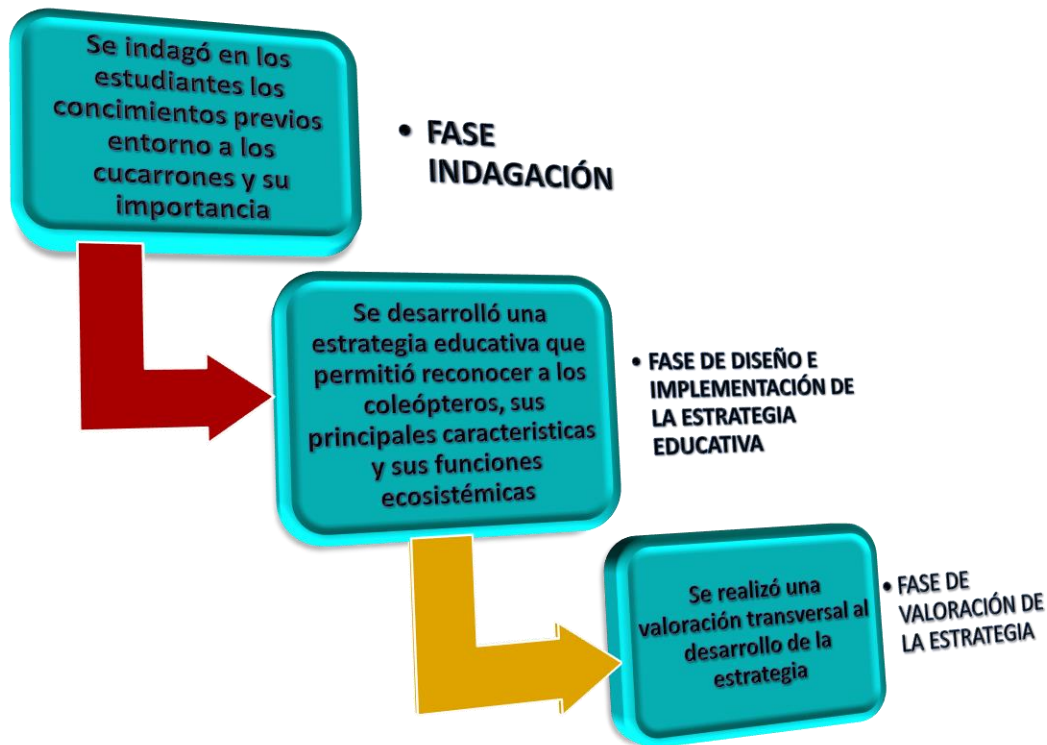 Se indagó en los
estudiantes los
concimientos previos
entorno a los
cucarrones y su
importancia
• FASE
INDAGACIÓN
Se desarrolló una
estrategia educativa que
permitió reconocer a los
coleópteros, sus
principales caracteristicas
y sus funciones
ecosistémicas
• FASE DE DISEÑO E
IMPLEMENTACIÓN DE
LA ESTRATEGIA
EDUCATIVA
Se realizó una
valoración transversal al
desarrollo de la
estrategia
• FASE DE
VALORACIÓN DE
LA ESTRATEGIA